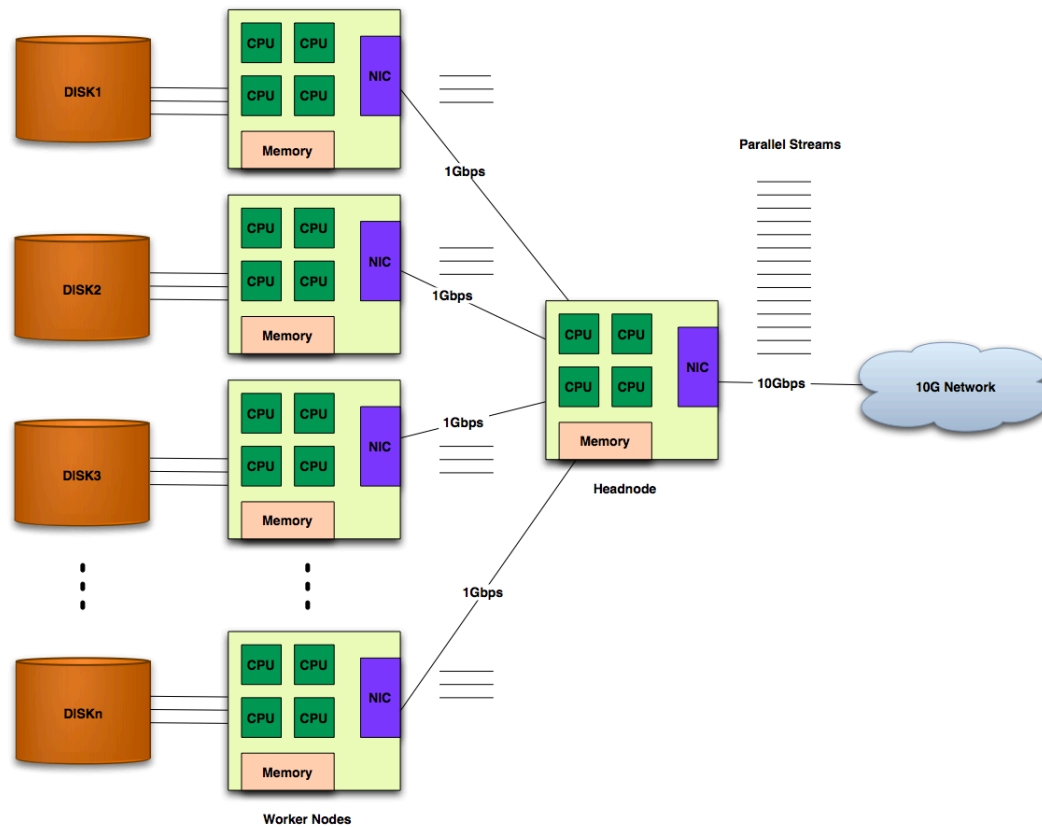 CPU
CPU
NIC
DISK1
CPU
CPU
Memory
1Gbps
Parallel Streams
CPU
CPU
NIC
DISK2
CPU
CPU
1Gbps
Memory
CPU
CPU
NIC
CPU
CPU
10Gbps
10G Network
Memory
Headnode
CPU
CPU
NIC
1Gbps
DISK3
CPU
CPU
Memory
1Gbps
CPU
CPU
NIC
DISKn
CPU
CPU
Memory
Worker Nodes